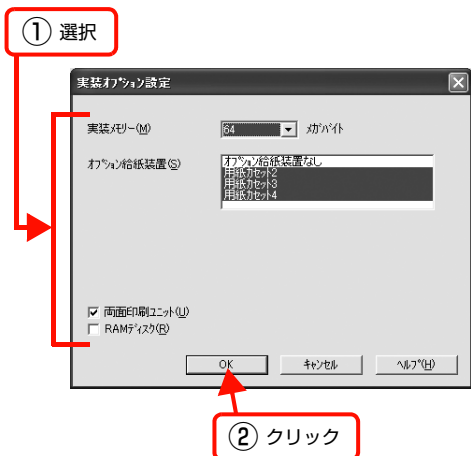 ① 選択
実装ｵﾌﾟｼｮﾝ設定
実装ﾒﾓﾘｰ(M) 64 ﾒｶﾞﾊﾞｲﾄ
ｵﾌﾟｼｮﾝ給紙装置(S) ｵﾌﾟｼｮﾝ給紙装置なし
用紙ｶｾｯﾄ2
用紙ｶｾｯﾄ3
用紙ｶｾｯﾄ4
両面印刷ﾕﾆｯﾄ(U)
RAMﾃﾞｨｽｸ(R)
OK ｷｬﾝｾﾙ ﾍﾙﾌﾟ(H)
② クリック